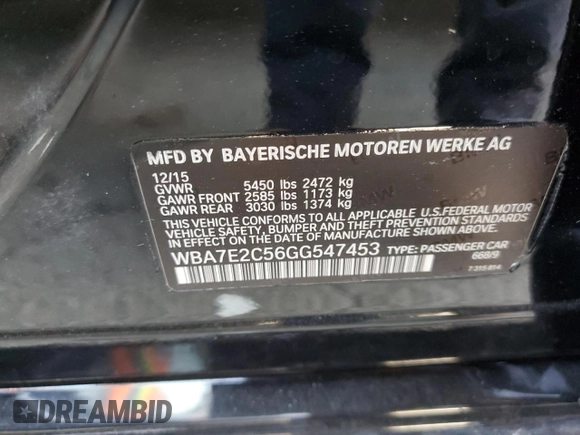 MFD BY BAYERISCHE MOTOREN WERKE AG
12/15
GVWR 5450 lbs 2472 kg
GAWR FRONT 2585 lbs 1173 kg
GAWR REAR 3030 lbs 1374 kg
THIS VEHICLE CONFORMS TO ALL APPLICABLE U.S.FEDERAL MOTOR
VEHICLE SAFETY, BUMPER, AND THEFT PREVENTION STANDARDS
IN EFFECT ON THE DATE OF MANUFACTURE SHOWN ABOVE.
WBA7E2C56GG547453 TYPE: PASSENGER CAR
668/9
DREAMBID